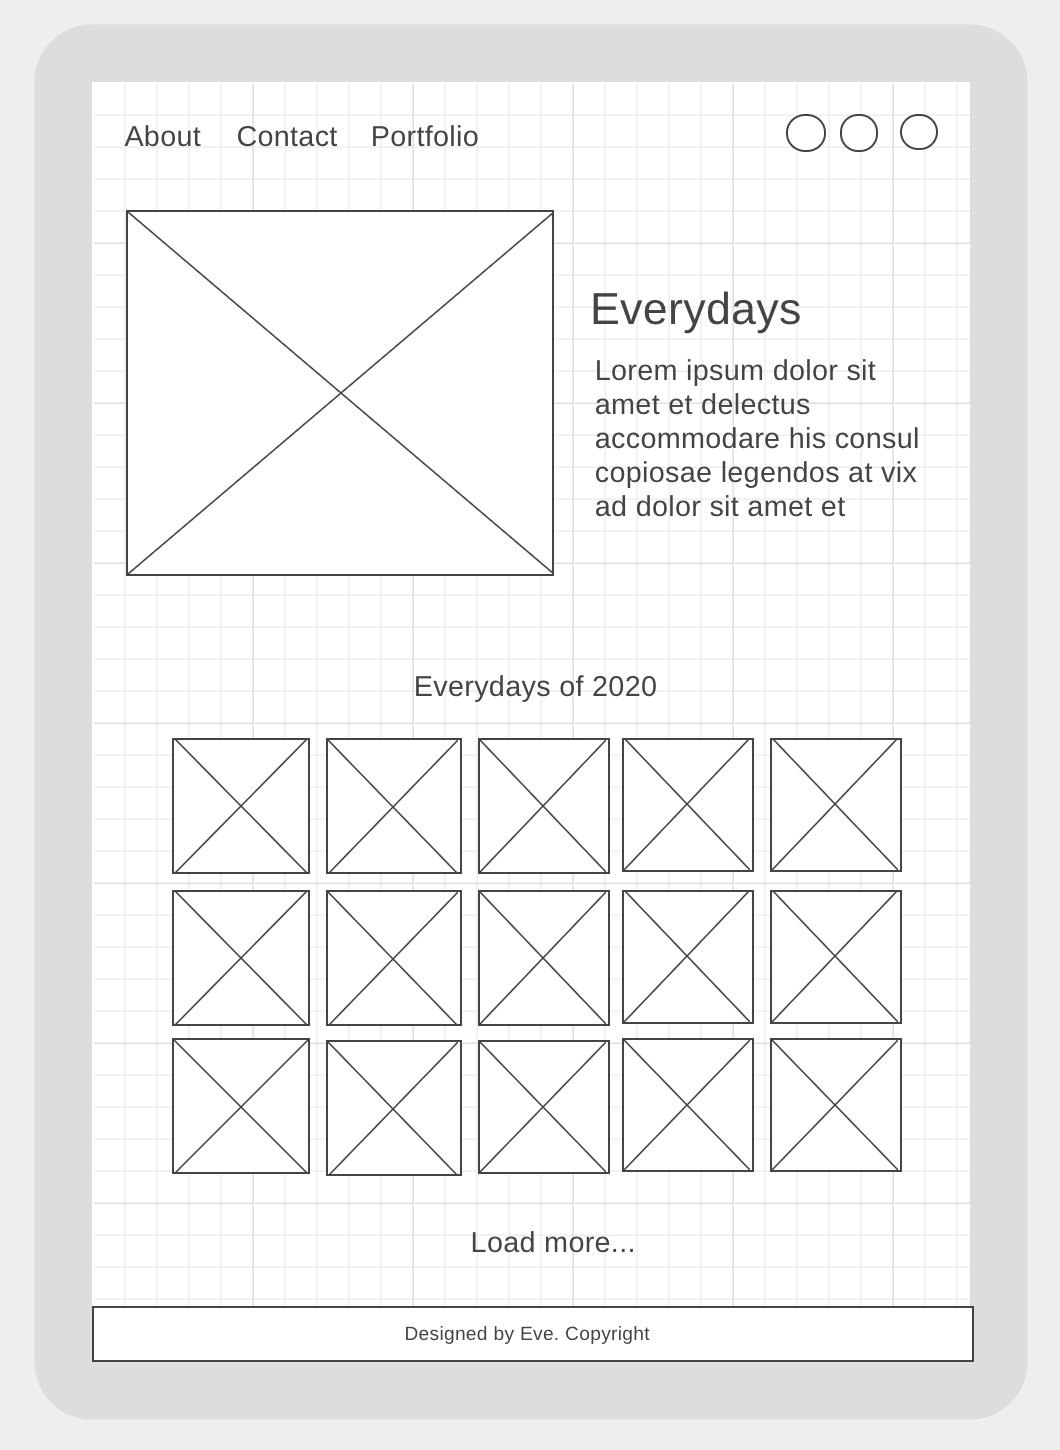 About Contact Portfolio
Everydays
Lorem ipsum dolor sit
amet et delectus
accommodare his consul
copiosae legendos at vix
ad dolor sit amet et
Everydays of 2020
Load more...
Designed by Eve. Copyright